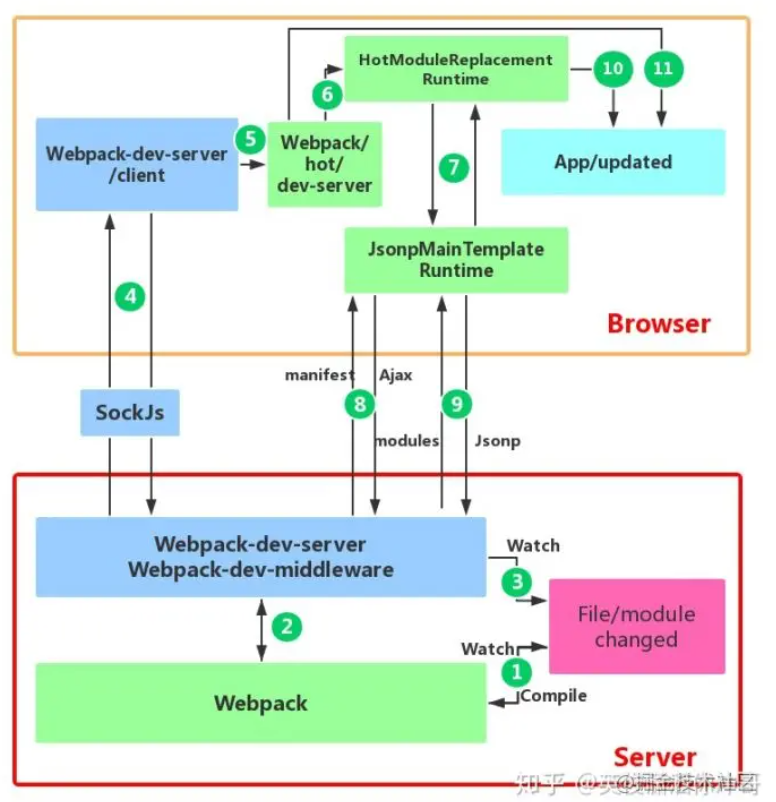 HotModuleReplacement
Runtime
10
11
6
5
Webpack-dev-server
/client
Webpack/
hot/
dev-server
7
App/updated
JsonpMainTemplate
Runtime
4
Browser
manifest
Ajax
8
9
SockJs
modules
Jsonp
Webpack-dev-server
Webpack-dev-middleware
Watch
3
File/module
changed
2
Watch
1
Compile
Webpack
Server
知乎